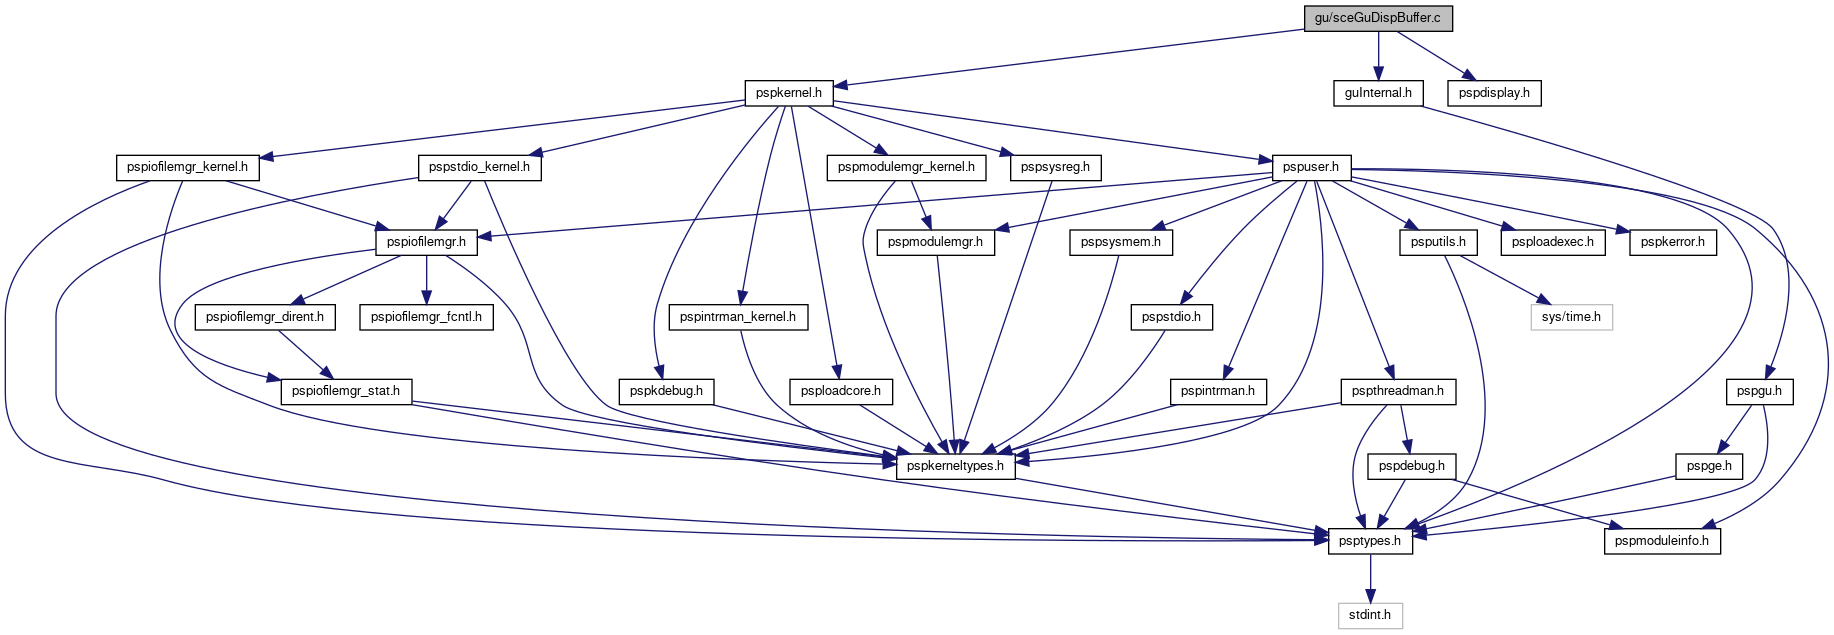 gu/sceGuDispBuffer.c
pspkernel.h
guInternal.h
pspdisplay.h
pspiofilemgr_kernel.h
pspstdio_kernel.h
pspmodulemgr_kernel.h
pspsysreg.h
pspuser.h
pspiofilemgr.h
pspmodulemgr.h
pspsysmem.h
psputils.h
psploadexec.h
pspkerror.h
pspiofilemgr_dirent.h
pspiofilemgr_fcntl.h
pspintrman_kernel.h
pspstdio.h
sys/time.h
pspiofilemgr_stat.h
pspkdebug.h
psploadcore.h
pspintrman.h
pspthreadman.h
pspgu.h
pspkerneltypes.h
pspdebug.h
pspge.h
psptypes.h
pspmoduleinfo.h
stdint.h